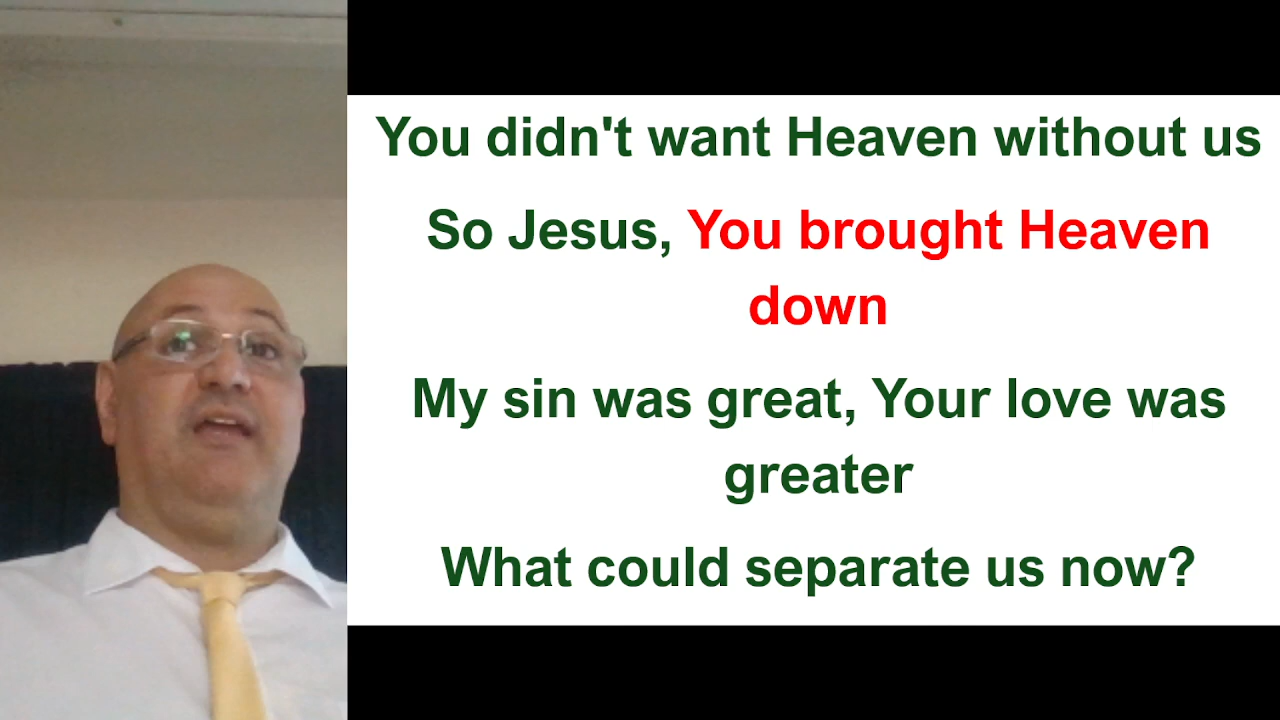 You didn't want Heaven without us
So Jesus, You brought Heaven
down
My sin was great, Your love was
greater
What could separate us now?